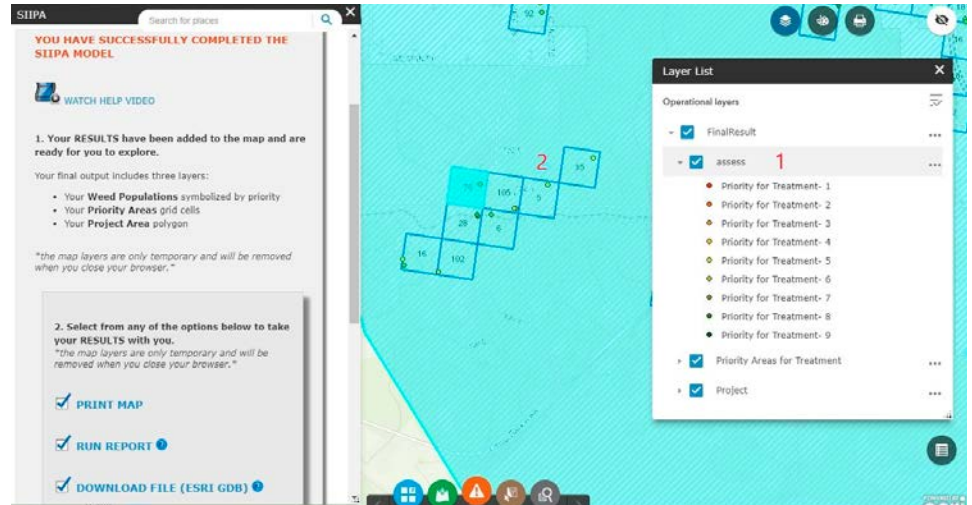 SIIPA
Search for places
YOU HAVE SUCCESSFULLY COMPLETED THE
SIIPA MODEL
WATCH HELP VIDEO
1. Your RESULTS have been added to the map and are
ready for you to explore.
Your final output includes three layers:
• Your Weed Populations symbolized by priority
• Your Priority Areas grid cells
• Your Project Area polygon
*the map layers are only temporary and will be removed
when you close your browser.*
2. Select from any of the options below to take
your RESULTS with you.
*the map layers are only temporary and will be
removed when you close your browser.*
PRINT MAP
RUN REPORT ?
DOWNLOAD FILE (ESRI GDB) ?
92
2
85
105
5
28
6
16
102
Layer List
Operational layers
FinalResult
assess 1
Priority for Treatment- 1
Priority for Treatment- 2
Priority for Treatment- 3
Priority for Treatment- 4
Priority for Treatment- 5
Priority for Treatment- 6
Priority for Treatment- 7
Priority for Treatment- 8
Priority for Treatment- 9
Priority Areas for Treatment
Project